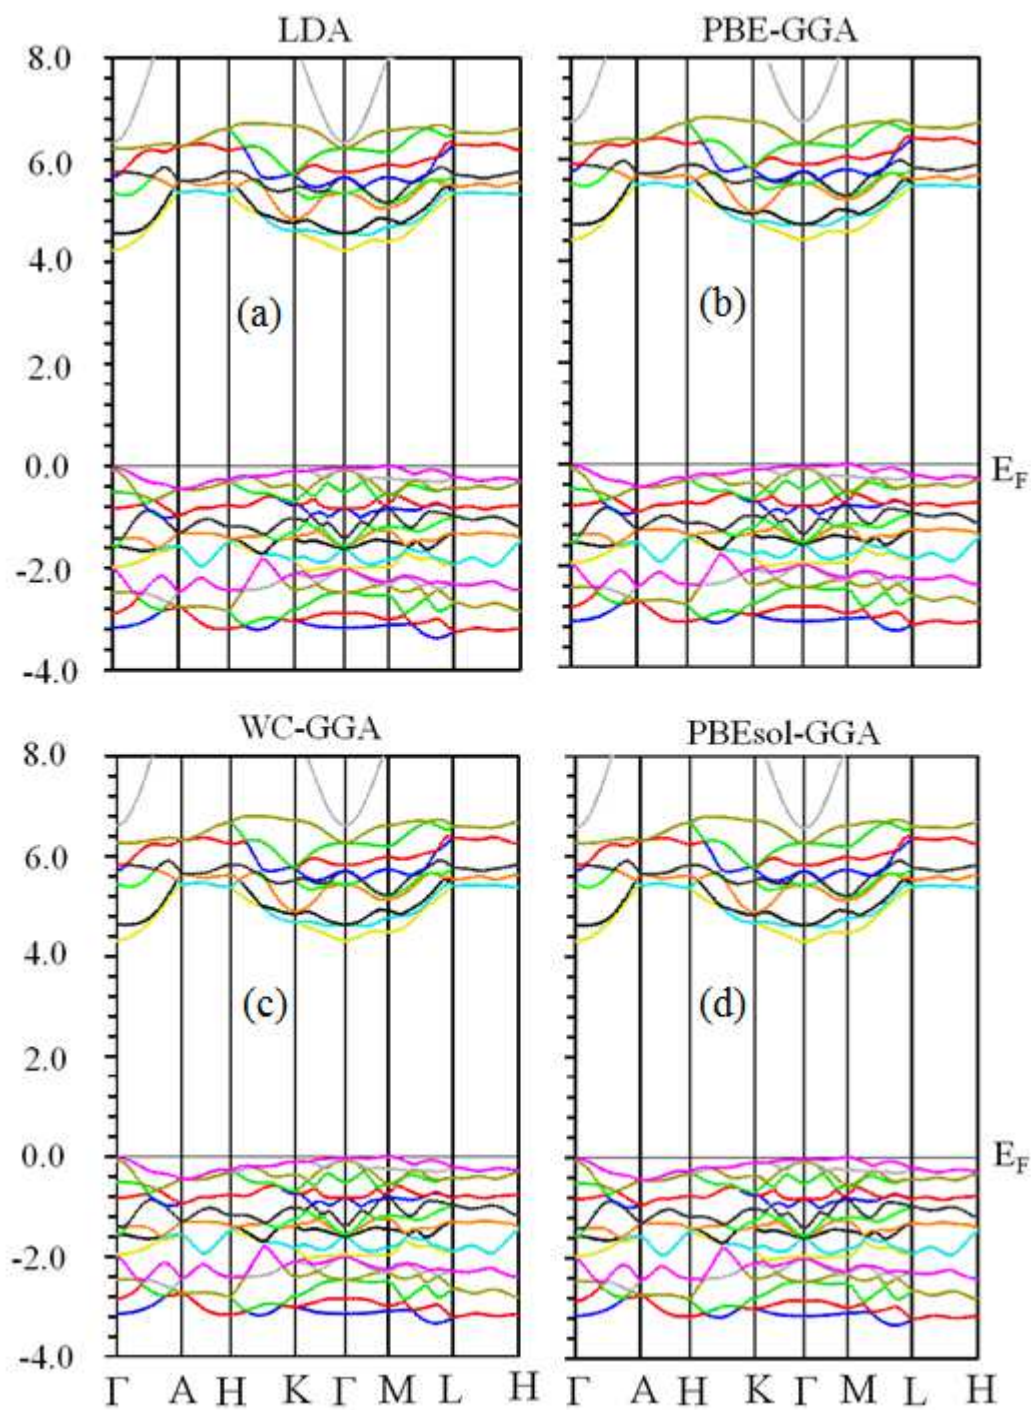 LDA PBE-GGA
8.0
6.0
4.0
(a) (b)
2.0
0.0 E_F
-2.0
-4.0
WC-GGA PBEsol-GGA
8.0
6.0
4.0
(c) (d)
2.0
0.0 E_F
-2.0
-4.0
Γ A H K Γ M L H Γ A H K Γ M L H